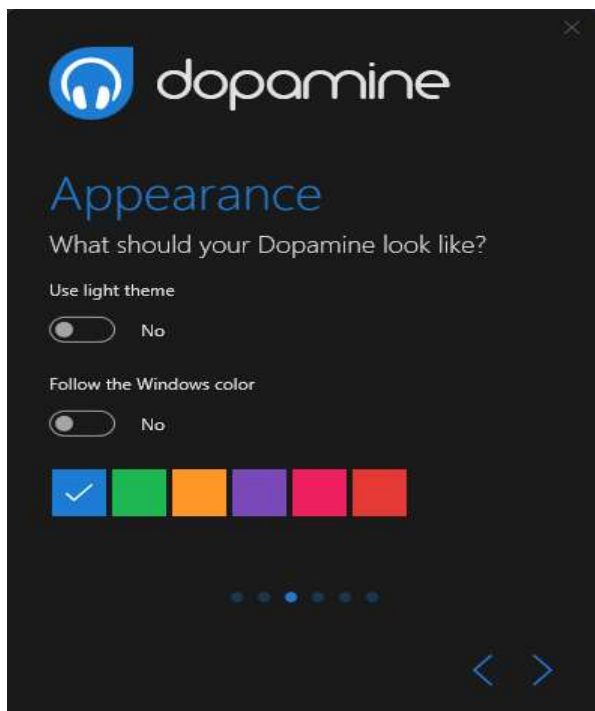 dopamine
Appearance
What should your Dopamine look like?
Use light theme
No
Follow the Windows color
No